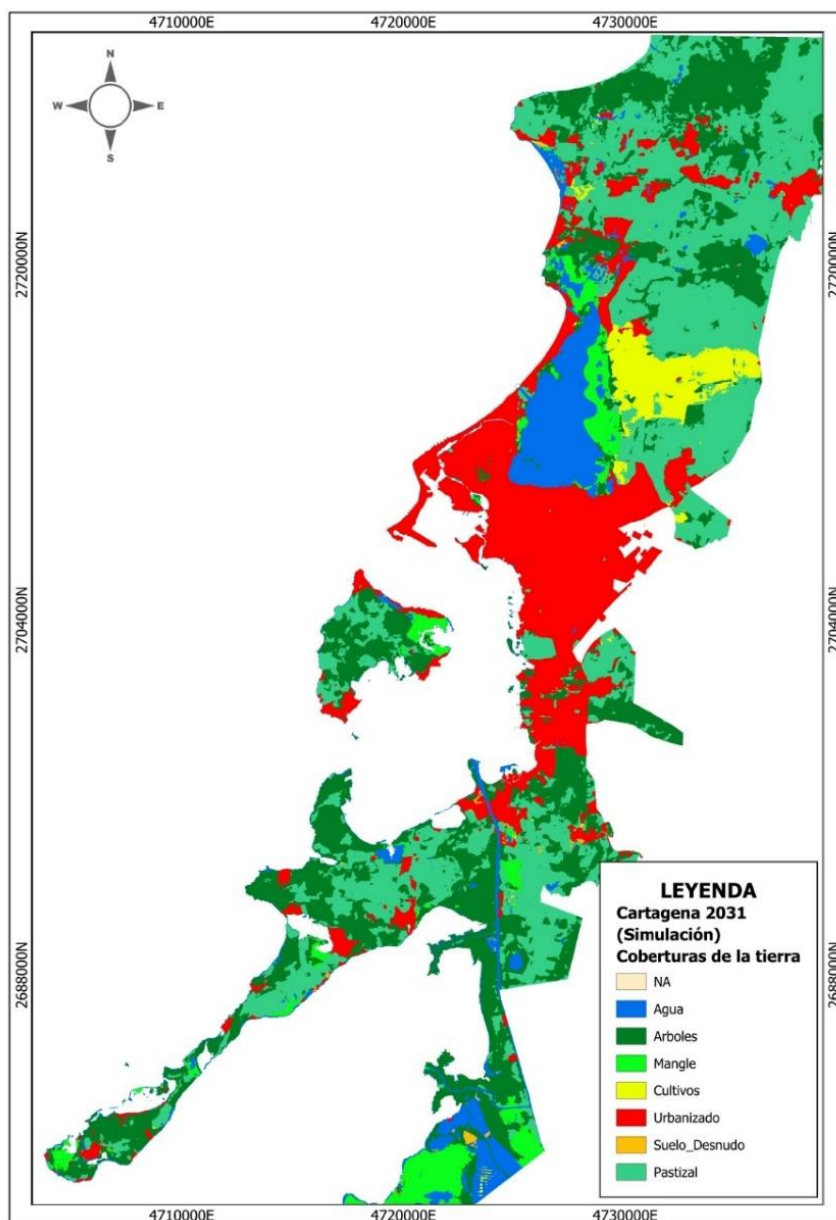 4710000E 4720000E 4730000E
N
W E
S
2720000N 2720000N
2704000N 2704000N
2688000N 2688000N
LEYENDA
Cartagena 2031
(Simulación)
Coberturas de la tierra
NA
Agua
Arboles
Mangle
Cultivos
Urbanizado
Suelo_Desnudo
Pastizal
4710000E 4720000E 4730000E